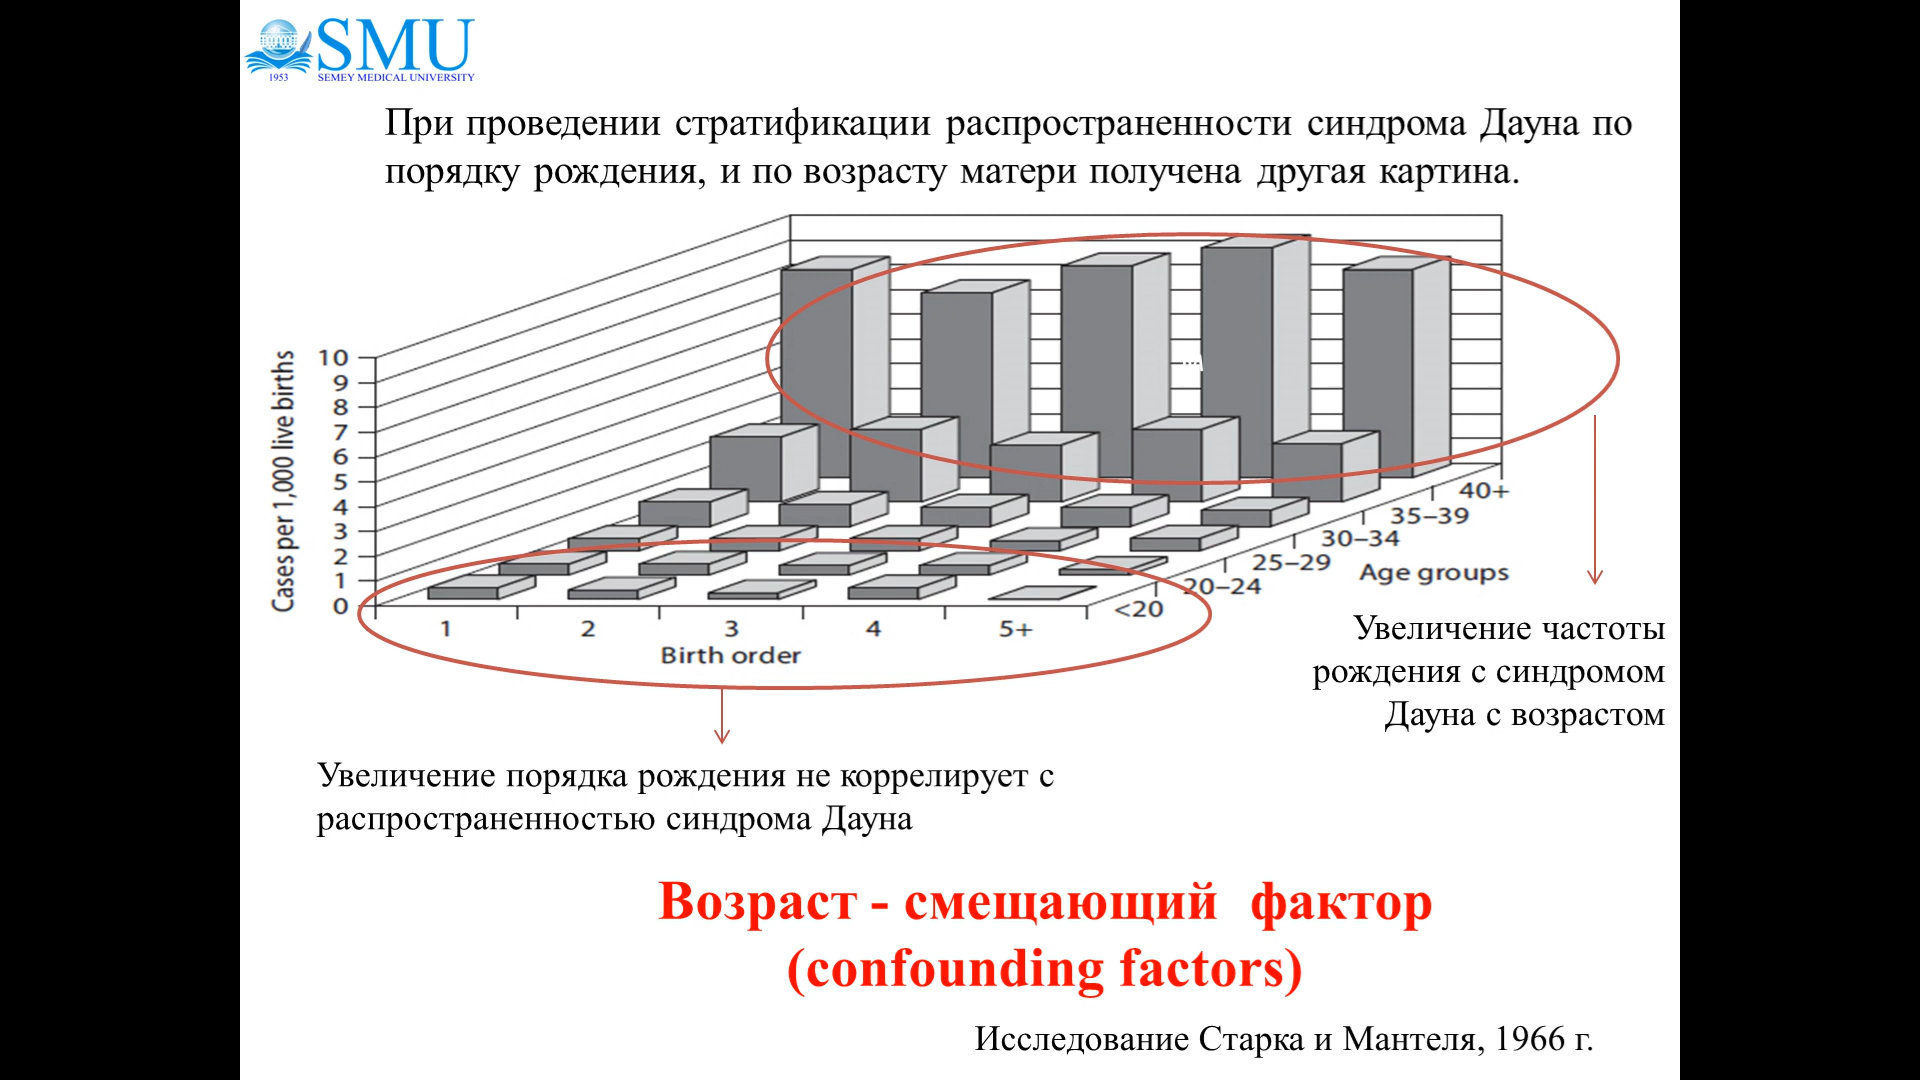 SMU
1953 SEMEY MEDICAL UNIVERSITY
При проведении стратификации распространенности синдрома Дауна по
порядку рождения, и по возрасту матери получена другая картина.
Cases per 1,000 live births
10
9
8
7
6
5
4
3
2
1
0
1 2 3 4 5+
Birth order
<20
20–24
25–29
30–34
35–39
40+
Age groups
Увеличение частоты
рождения с синдромом
Дауна с возрастом
Увеличение порядка рождения не коррелирует с
распространенностью синдрома Дауна
Возраст - смещающий фактор
(confounding factors)
Исследование Старка и Мантеля, 1966 г.